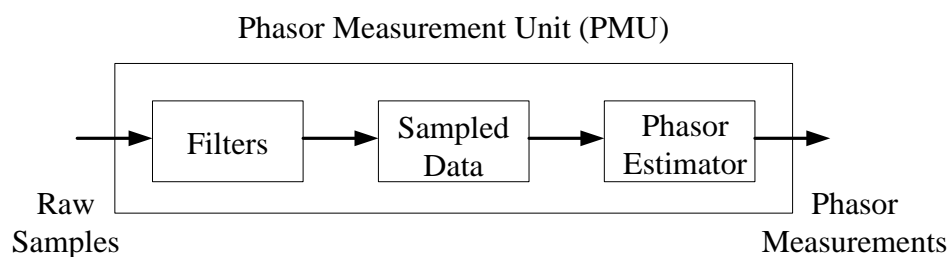 Phasor Measurement Unit (PMU)
Filters
Sampled
Data
Phasor
Estimator
Raw
Samples
Phasor
Measurements